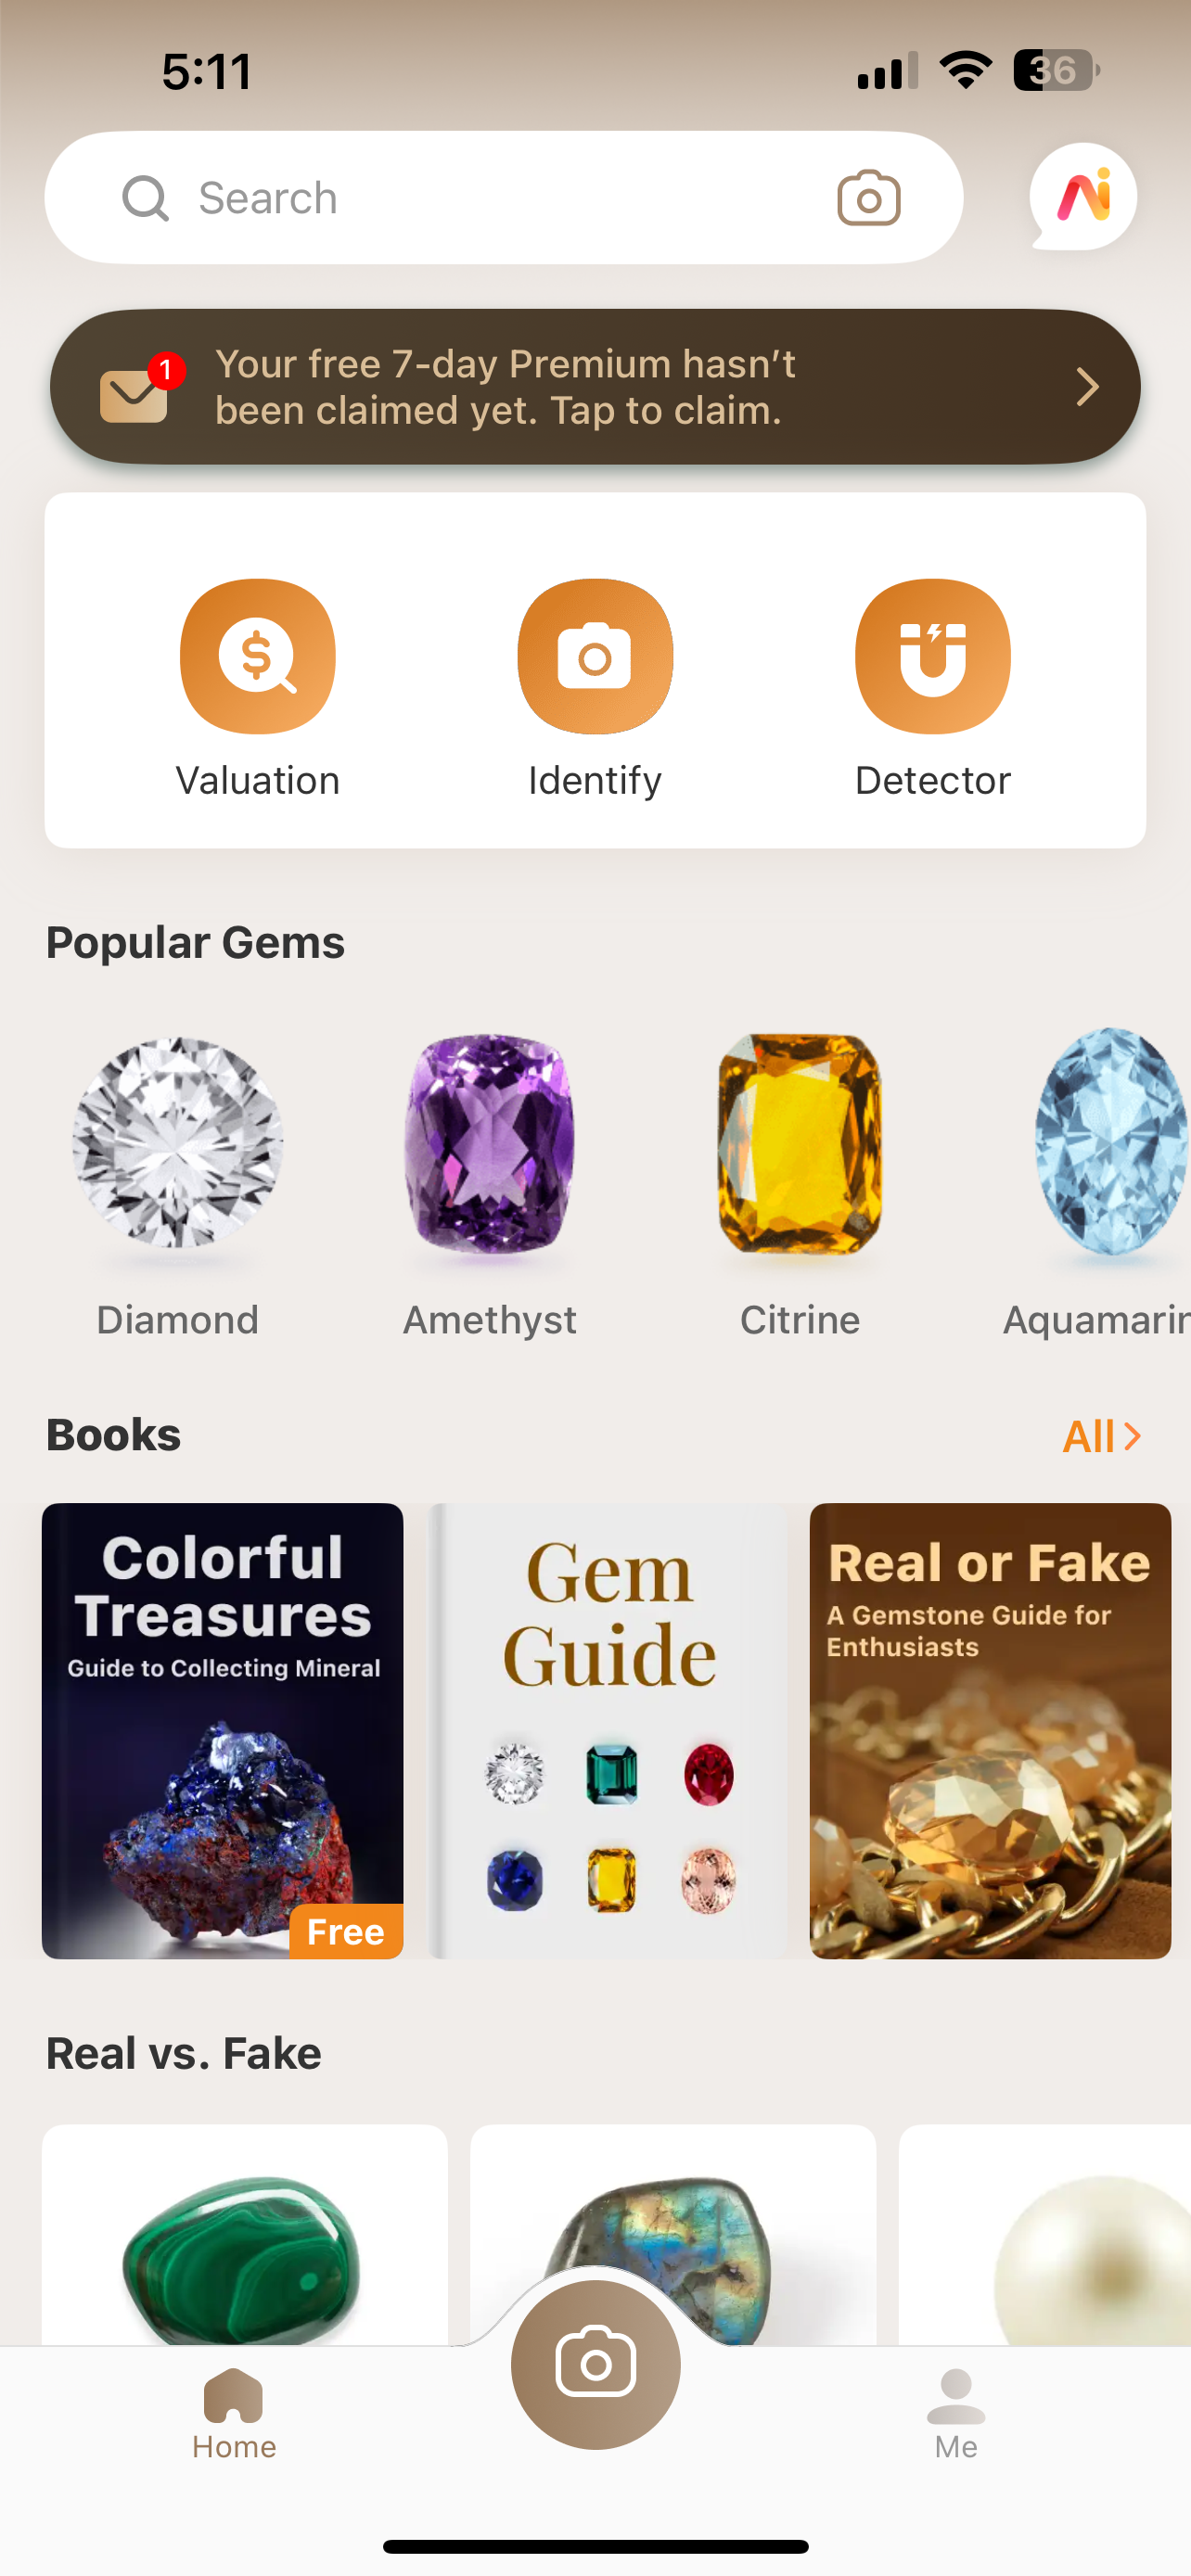 5:11
36
Search
Ai
1
Your free 7-day Premium hasn’t
been claimed yet. Tap to claim.
Valuation
Identify
Detector
Popular Gems
Diamond
Amethyst
Citrine
Aquamarin
Books
All
Colorful
Treasures
Guide to Collecting Mineral
Free
Gem
Guide
Real or Fake
A Gemstone Guide for
Enthusiasts
Real vs. Fake
Home
Me